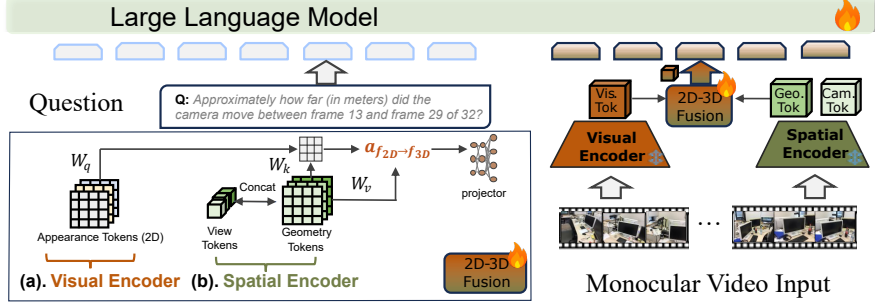 Large Language Model
Question
Q: Approximately how far (in meters) did the
camera move between frame 13 and frame 29 of 32?
W_q
W_k
a_{f_{2D}→f_{3D}}
W_v
Concat
projector
Appearance Tokens (2D)
View
Tokens
Geometry
Tokens
(a). Visual Encoder
(b). Spatial Encoder
2D-3D
Fusion
Vis.
Tok
2D-3D
Fusion
Geo.
Tok
Cam.
Tok
Visual
Encoder
Spatial
Encoder
...
Monocular Video Input